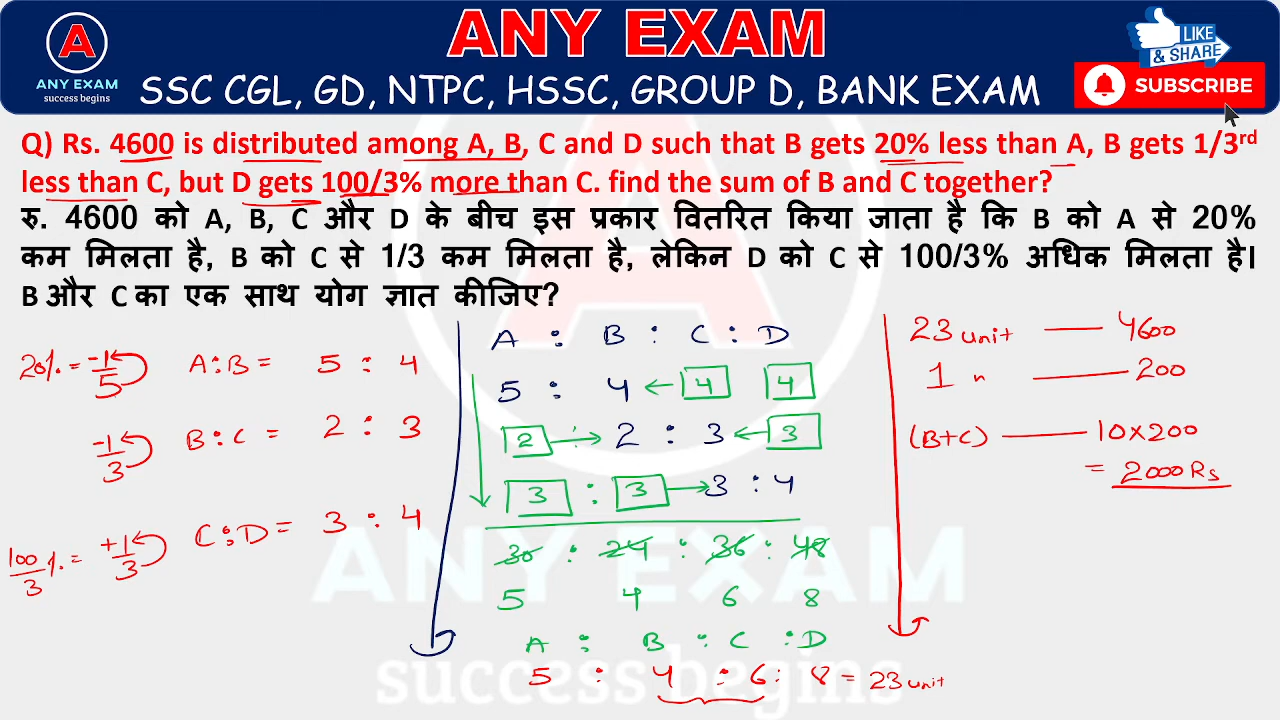 A
ANY EXAM
success begins
ANY EXAM
SSC CGL, GD, NTPC, HSSC, GROUP D, BANK EXAM
LIKE
& SHARE
SUBSCRIBE
Q) Rs. 4600 is distributed among A, B, C and D such that B gets 20% less than A, B gets 1/3rd
less than C, but D gets 100/3% more than C. find the sum of B and C together?
रु. 4600 को A, B, C और D के बीच इस प्रकार वितरित किया जाता है कि B को A से 20%
कम मिलता है, B को C से 1/3 कम मिलता है, लेकिन D को C से 100/3% अधिक मिलता है।
B और C का एक साथ योग ज्ञात कीजिए?
20% = -1/5 A:B = 5 : 4
-1/3 B:C = 2 : 3
100/3 % = +1/3 C:D = 3 : 4
A : B : C : D
5 : 4 ← 4 4
2 → 2 : 3 ← 3
3 : 3 → 3 : 4
30 : 24 : 36 : 48
5 4 6 8
A : B : C : D
5 : 4 : 6 : 8 = 23 unit
23 unit — 4600
1 " — 200
(B+C) — 10×200
= 2000 Rs
ANY EXAM
success begins